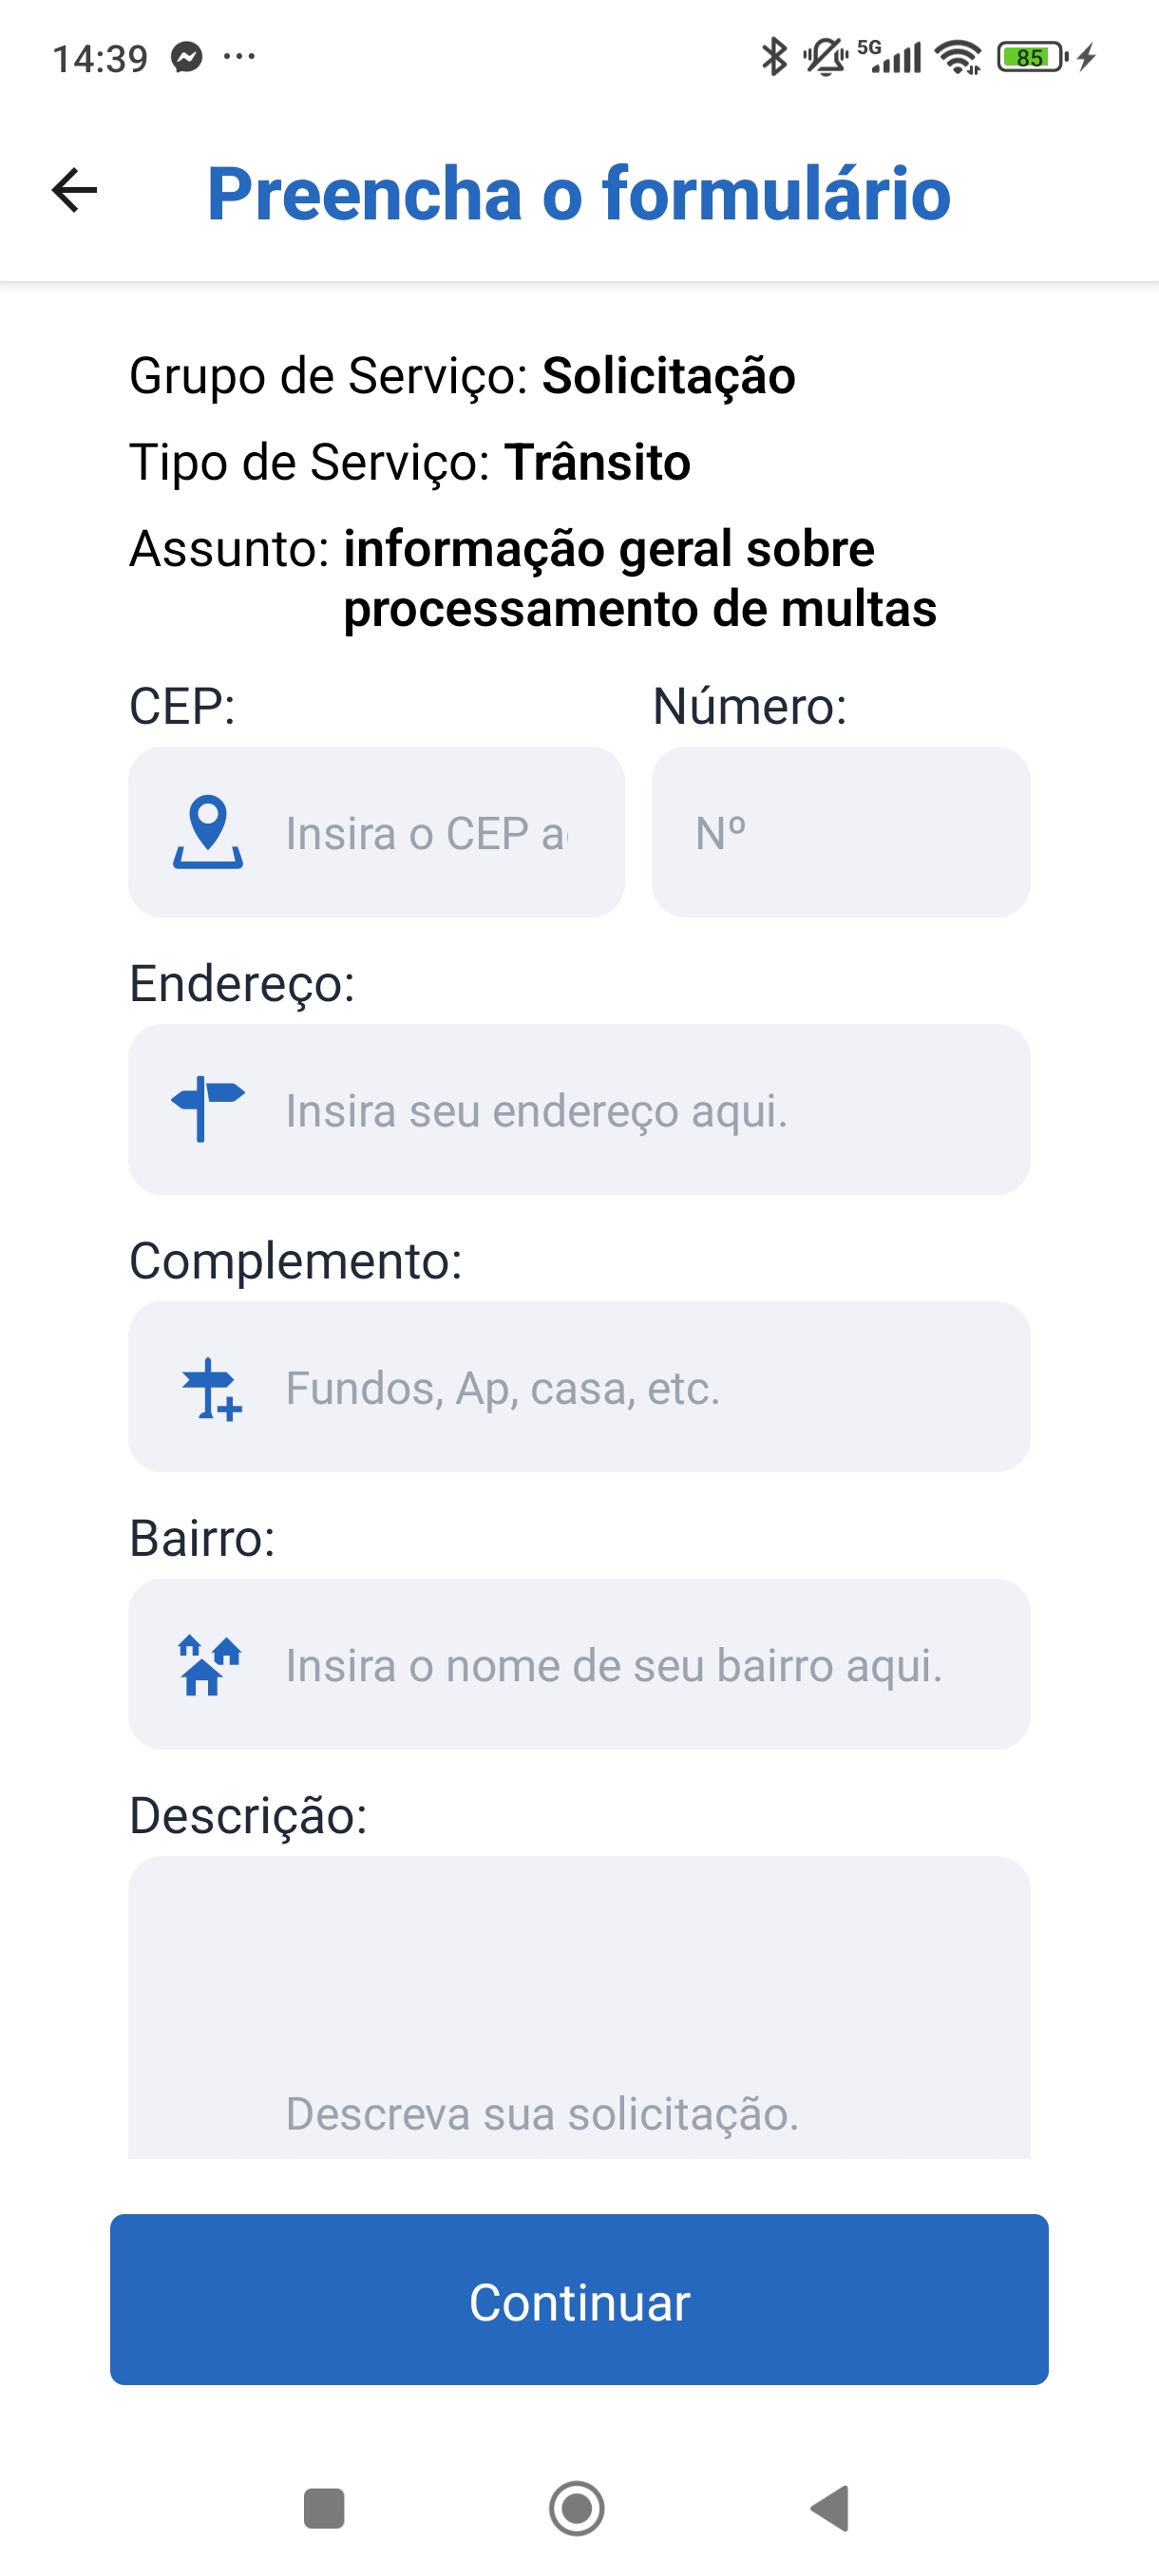 14:39 ...
5G 85
Preencha o formulário
Grupo de Serviço: Solicitação
Tipo de Serviço: Trânsito
Assunto: informação geral sobre
processamento de multas
CEP: Número:
Insira o CEP a Nº
Endereço:
Insira seu endereço aqui.
Complemento:
Fundos, Ap, casa, etc.
Bairro:
Insira o nome de seu bairro aqui.
Descrição:
Descreva sua solicitação.
Continuar